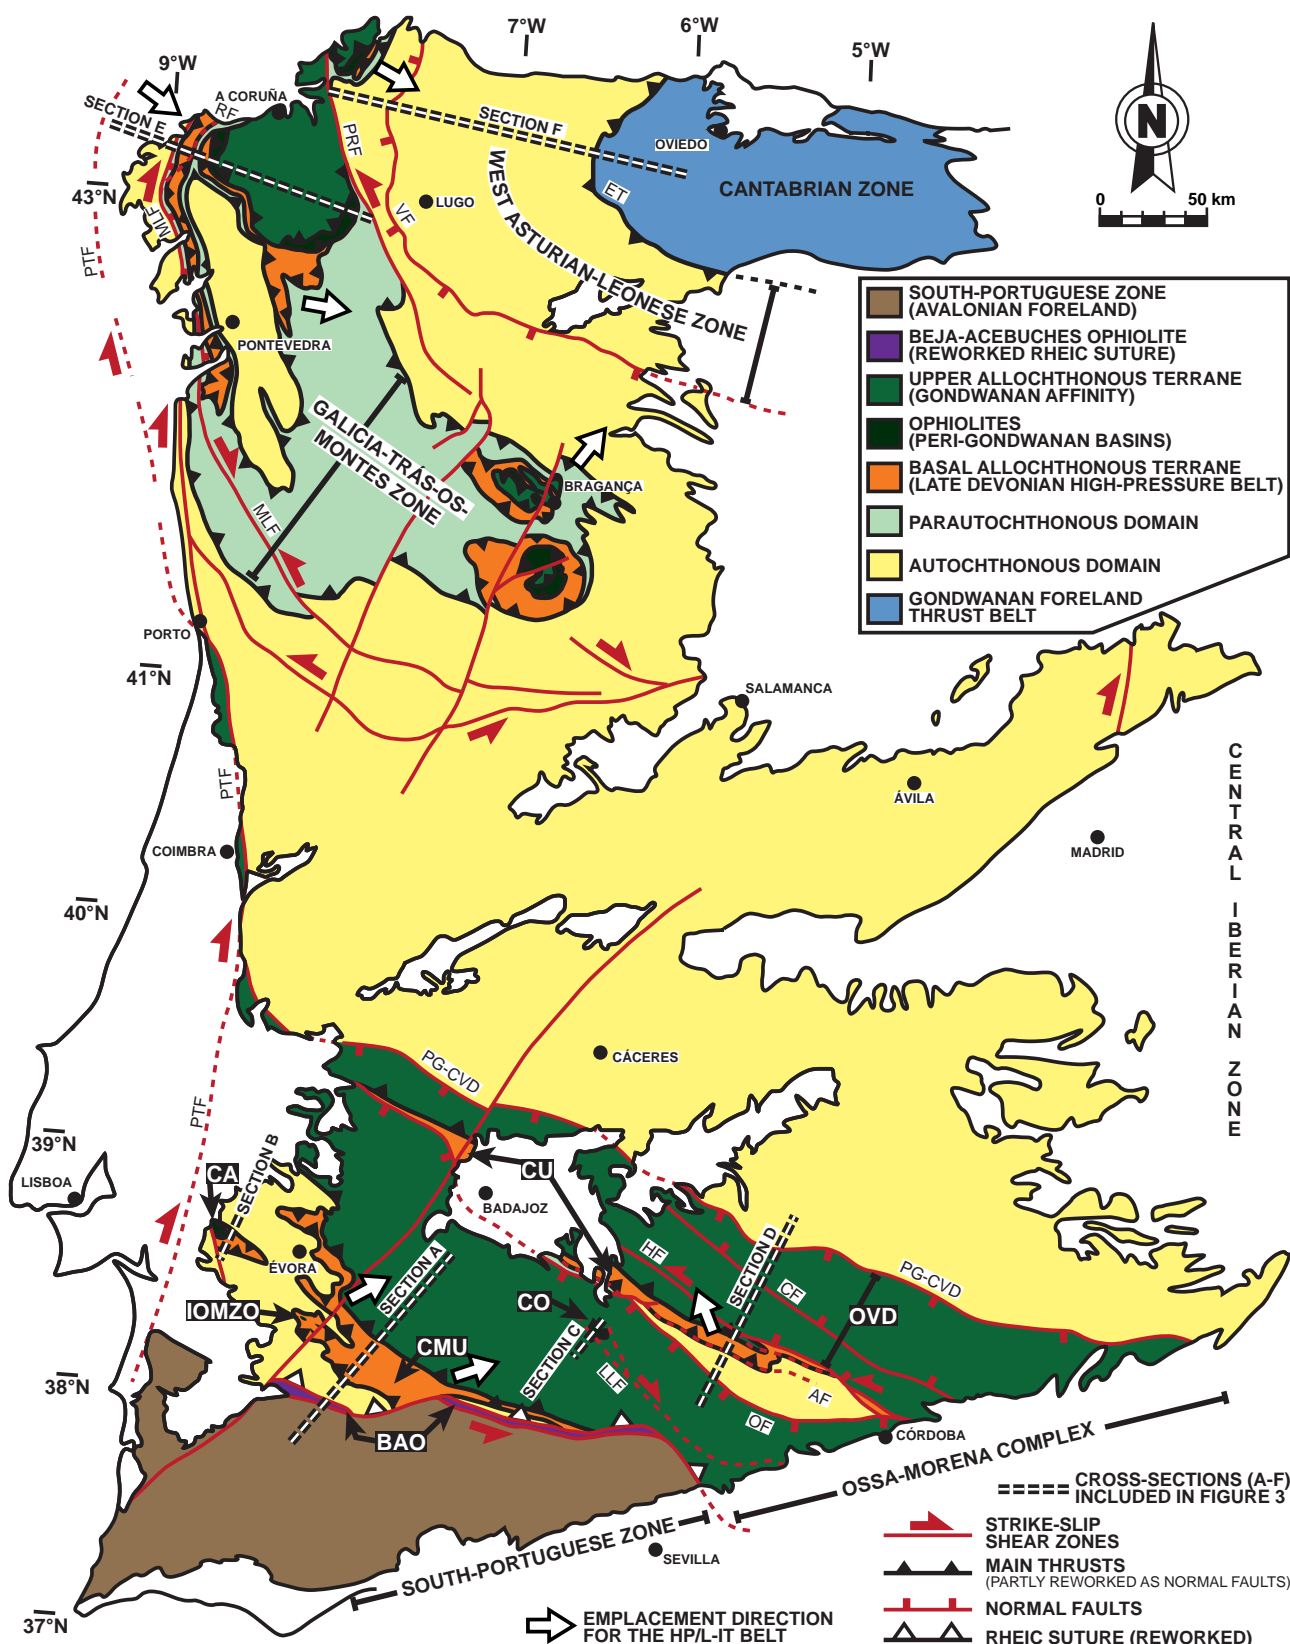 7°W
6°W
5°W
9°W
A CORUÑA
RF
SECTION E
SECTION F
PRF
OVIEDO
N
CANTABRIAN ZONE
ET
43°N
LUGO
VF
MLF
WEST ASTURIAN-LEONESE ZONE
0
50 km
PTF
SOUTH-PORTUGUESE ZONE
(AVALONIAN FORELAND)
BEJA-ACEBUCHES OPHIOLITE
(REWORKED RHEIC SUTURE)
UPPER ALLOCHTHONOUS TERRANE
(GONDWANAN AFFINITY)
OPHIOLITES
(PERI-GONDWANAN BASINS)
BASAL ALLOCHTHONOUS TERRANE
(LATE DEVONIAN HIGH-PRESSURE BELT)
PARAUTOCHTHONOUS DOMAIN
AUTOCHTHONOUS DOMAIN
GONDWANAN FORELAND
THRUST BELT
PONTEVEDRA
GALICIA-TRÁS-OS-
MONTES ZONE
BRAGANÇA
MLF
PORTO
41°N
SALAMANCA
PTF
ÁVILA
COIMBRA
MADRID
CENTRAL IBERIAN ZONE
40°N
CÁCERES
PG-CVD
PTF
39°N
LISBOA
CA
SECTION B
CU
BADAJOZ
ÉVORA
SECTION A
HF
SECTION D
CF
PG-CVD
IOMZO
CO
OVD
CMU
SECTION C
LLF
AF
OF
38°N
BAO
CÓRDOBA
OSSA-MORENA COMPLEX
SOUTH-PORTUGUESE ZONE
SEVILLA
37°N
CROSS-SECTIONS (A-F)
INCLUDED IN FIGURE 3
STRIKE-SLIP
SHEAR ZONES
MAIN THRUSTS
(PARTLY REWORKED AS NORMAL FAULTS)
NORMAL FAULTS
RHEIC SUTURE (REWORKED)
EMPLACEMENT DIRECTION
FOR THE HP/L-IT BELT